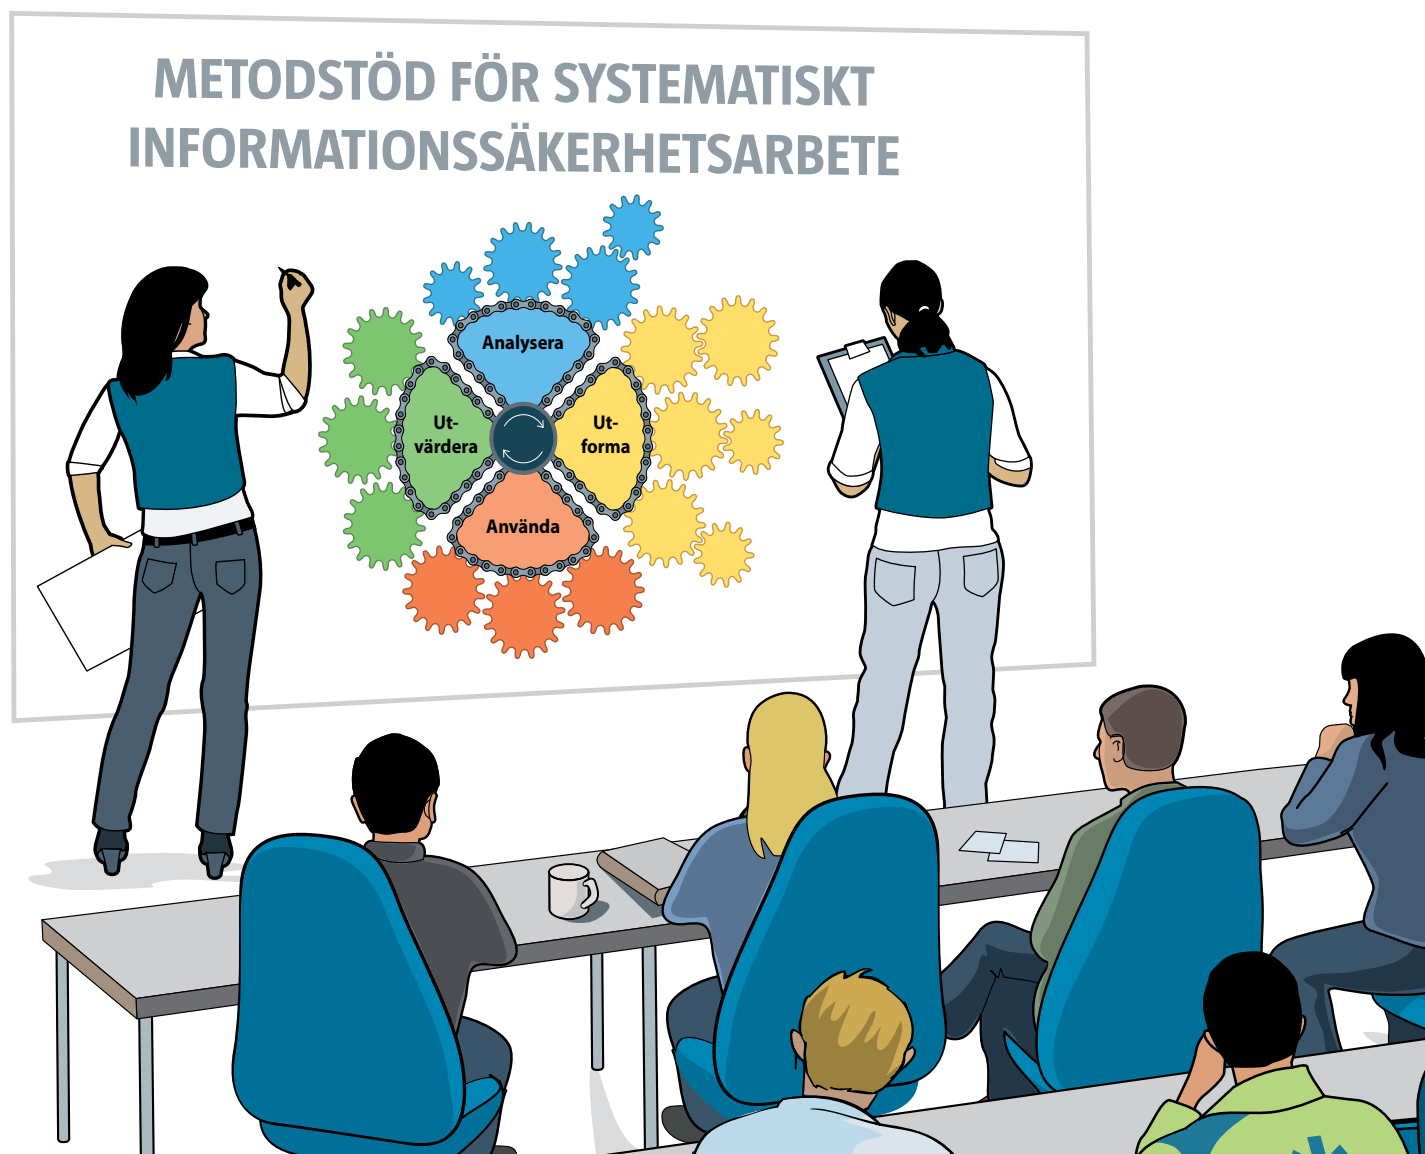 METODSTÖD FÖR SYSTEMATISKT
INFORMATIONSSÄKERHETSARBETE
Analysera
Ut-
värdera
Ut-
forma
Använda